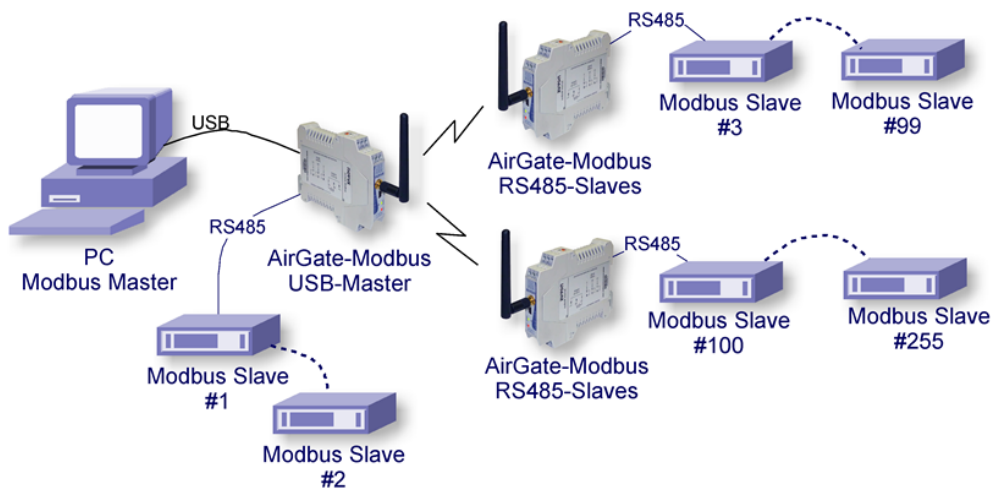 RS485
Modbus Slave
#3
Modbus Slave
#99
USB
AirGate-Modbus
RS485-Slaves
PC
Modbus Master
RS485
AirGate-Modbus
USB-Master
RS485
Modbus Slave
#100
Modbus Slave
#255
AirGate-Modbus
RS485-Slaves
Modbus Slave
#1
Modbus Slave
#2